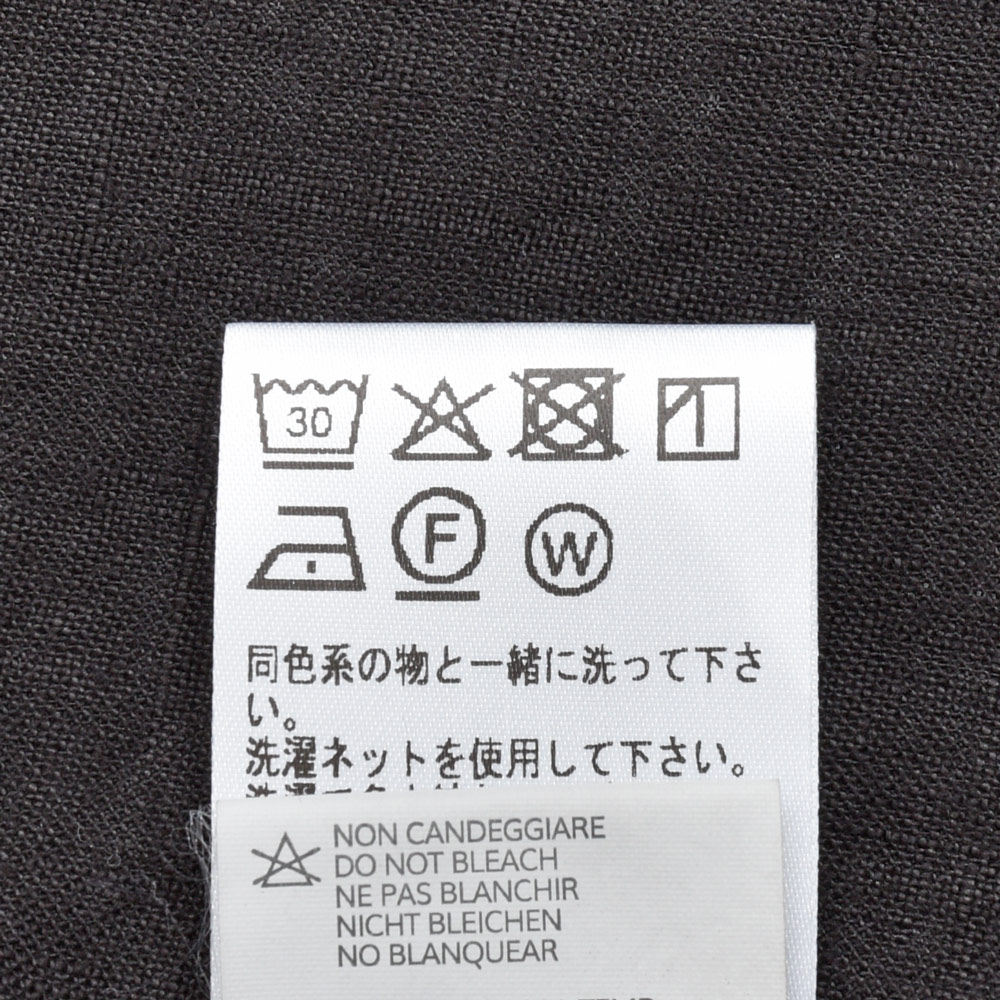 30
F W
同色系の物と一緒に洗って下さ
い。
洗濯ネットを使用して下さい。
NON CANDEGGIARE
DO NOT BLEACH
NE PAS BLANCHIR
NICHT BLEICHEN
NO BLANQUEAR